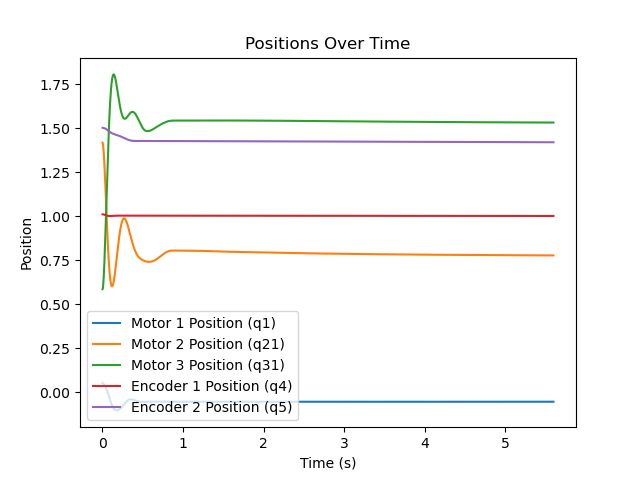 Positions Over Time
Position
1.75
1.50
1.25
1.00
0.75
0.50
0.25
0.00
Motor 1 Position (q1)
Motor 2 Position (q21)
Motor 3 Position (q31)
Encoder 1 Position (q4)
Encoder 2 Position (q5)
0 1 2 3 4 5
Time (s)